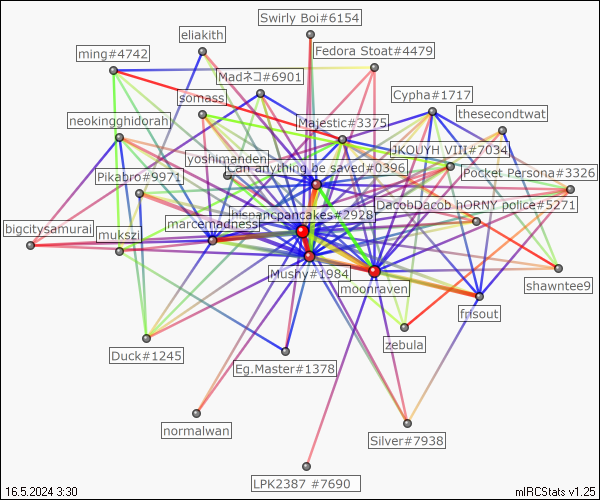 Swirly Boi#6154
eliakith
Fedora Stoat#4479
ming#4742
Madネコ#6901
Cypha#1717
somass
thesecondtwat
neokingghidorah
Majestic#3375
JKOUYH VIII#7034
yoshimanden
can anything be saved#0396
Pocket Persona#3326
Pikabro#9971
DacobDacob hORNY police#5271
hispanicpancakes#2928
marcemadness
bigcitysamurai
mukszi
Mushy#1984
moonraven
shawntee9
frisout
zebula
Duck#1245
Eg.Master#1378
normalwan
Silver#7938
LPK2387 #7690
16.5.2024 3:30
mIRCStats v1.25